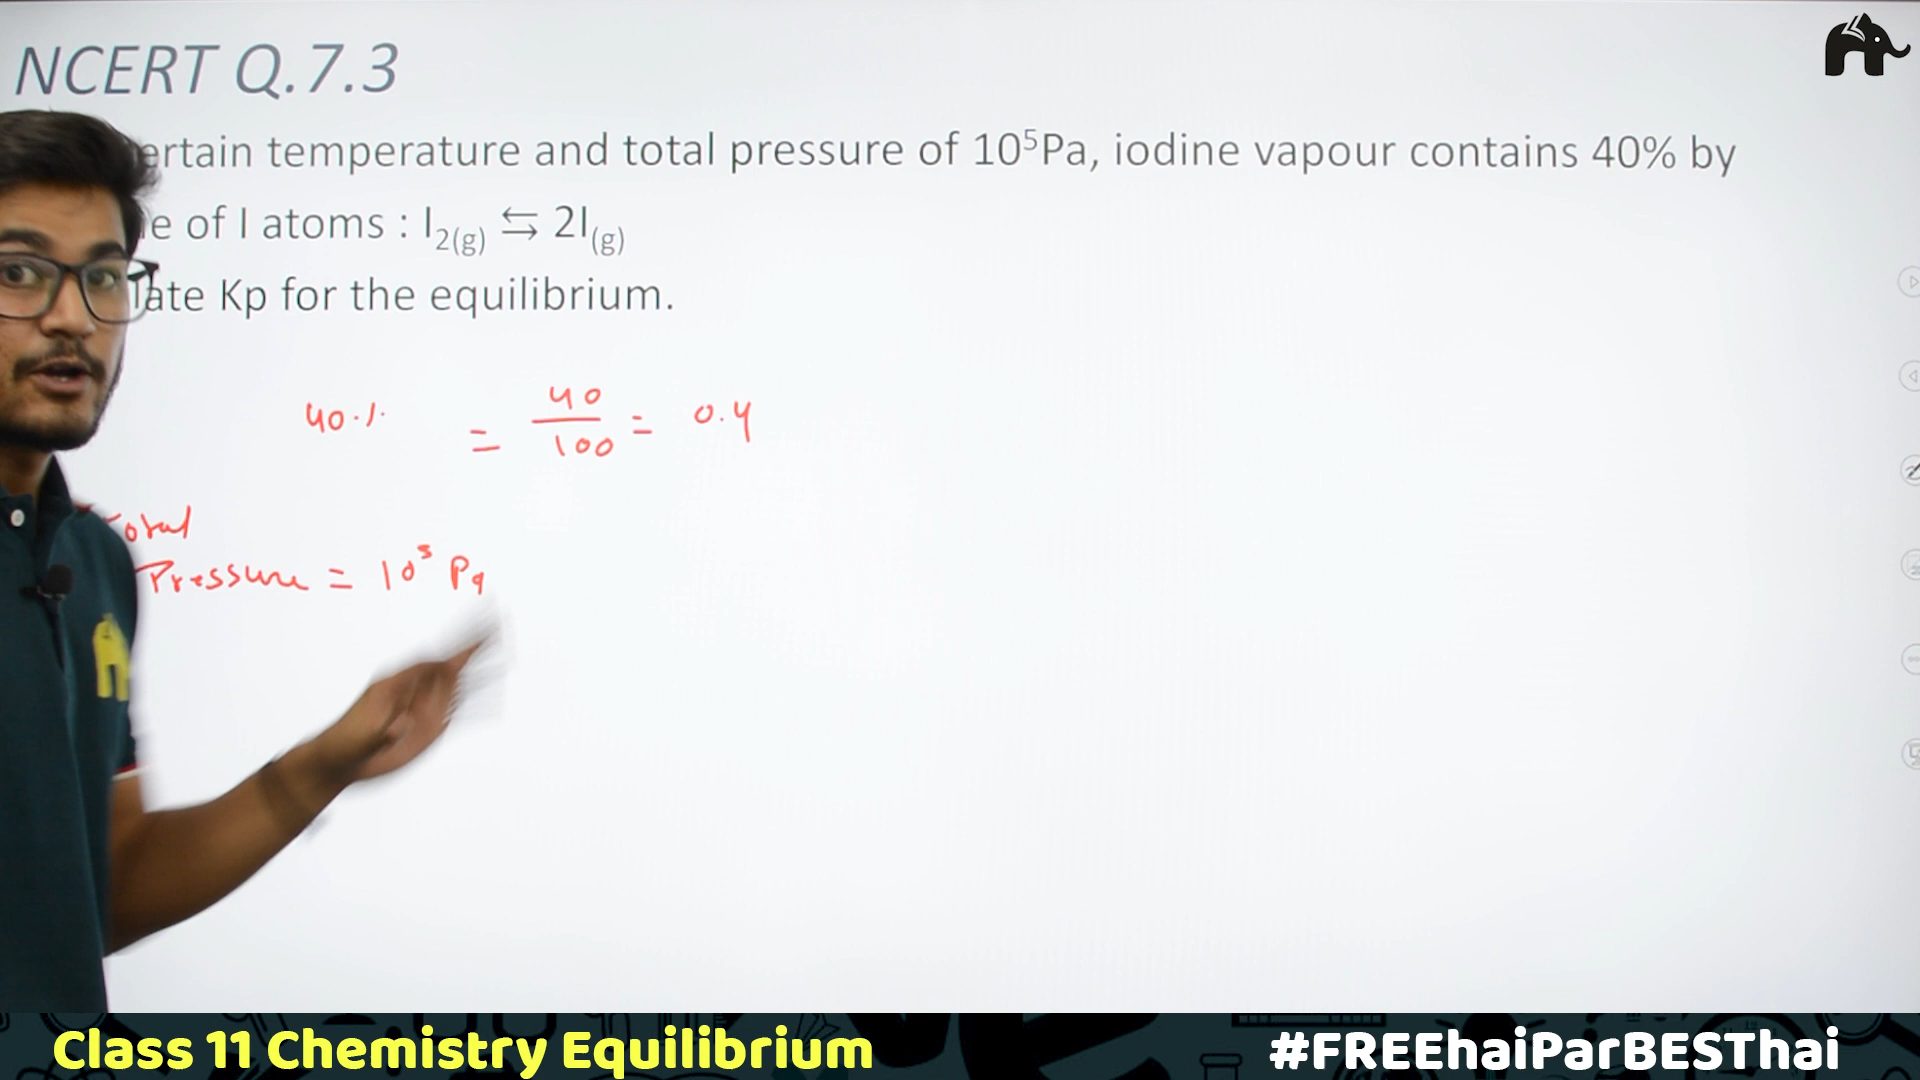 NCERT Q.7.3
ertain temperature and total pressure of 10⁵Pa, iodine vapour contains 40% by
e of I atoms : I₂(g) ⇆ 2I(g)
late Kp for the equilibrium.
40% = 40/100 = 0.4
Total
Pressure = 10⁵ Pa
Class 11 Chemistry Equilibrium
#FREEhaiParBESThai